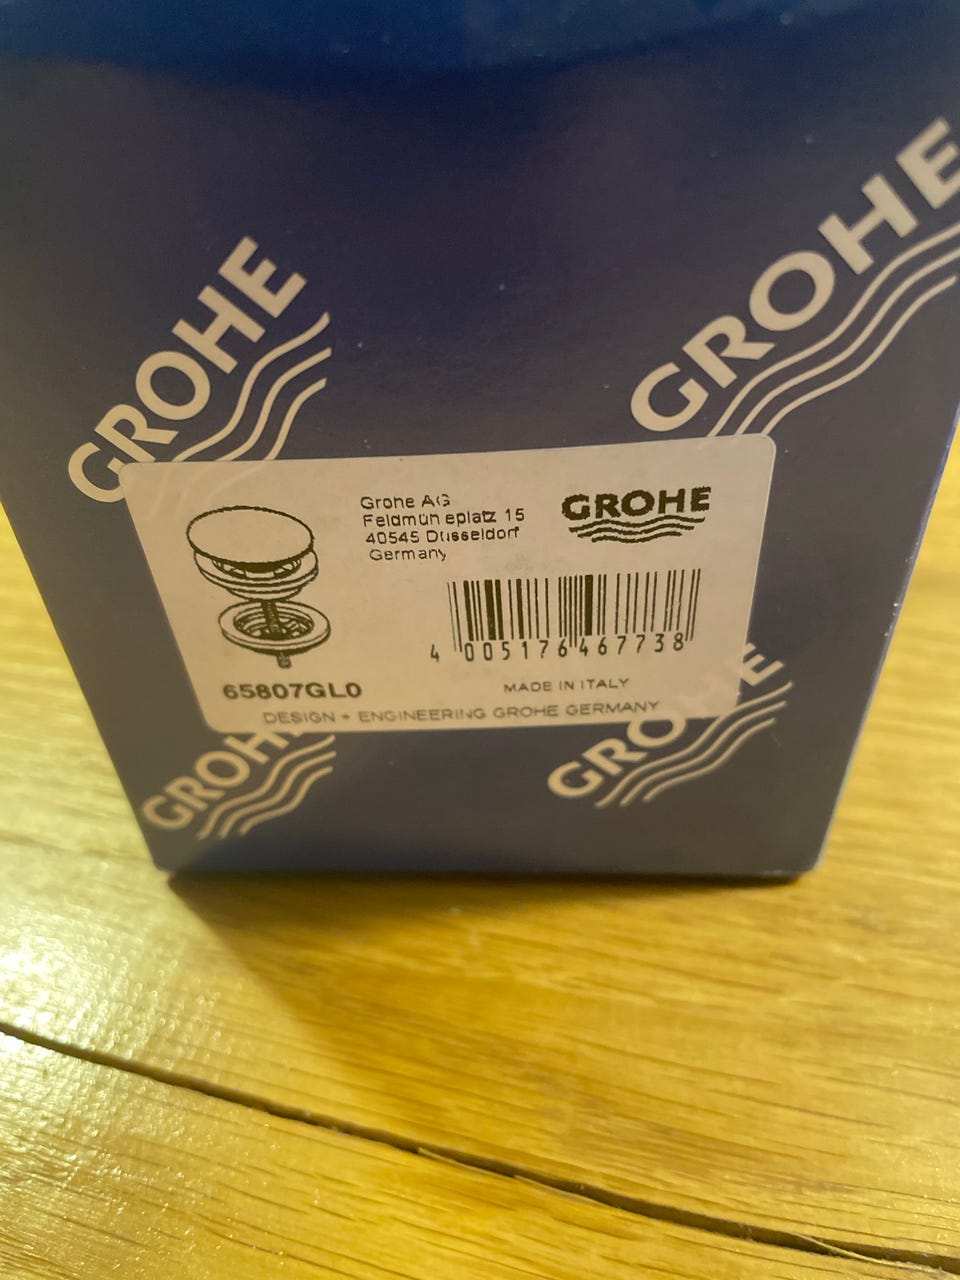 GROHE
GROHE
Grohe AG
Feldmühleplatz 15
40545 Düsseldorf
Germany
GROHE
4 005176 467738
65807GL0
MADE IN ITALY
DESIGN + ENGINEERING GROHE GERMANY
GROHE
GROHE